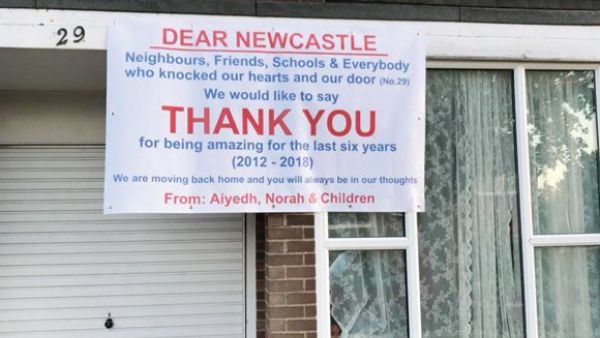 29
DEAR NEWCASTLE
Neighbours, Friends, Schools & Everybody
who knocked our hearts and our door (No.29)
We would like to say
THANK YOU
for being amazing for the last six years
(2012 - 2018)
We are moving back home and you will always be in our thoughts
From: Aiyedh, Norah & Children